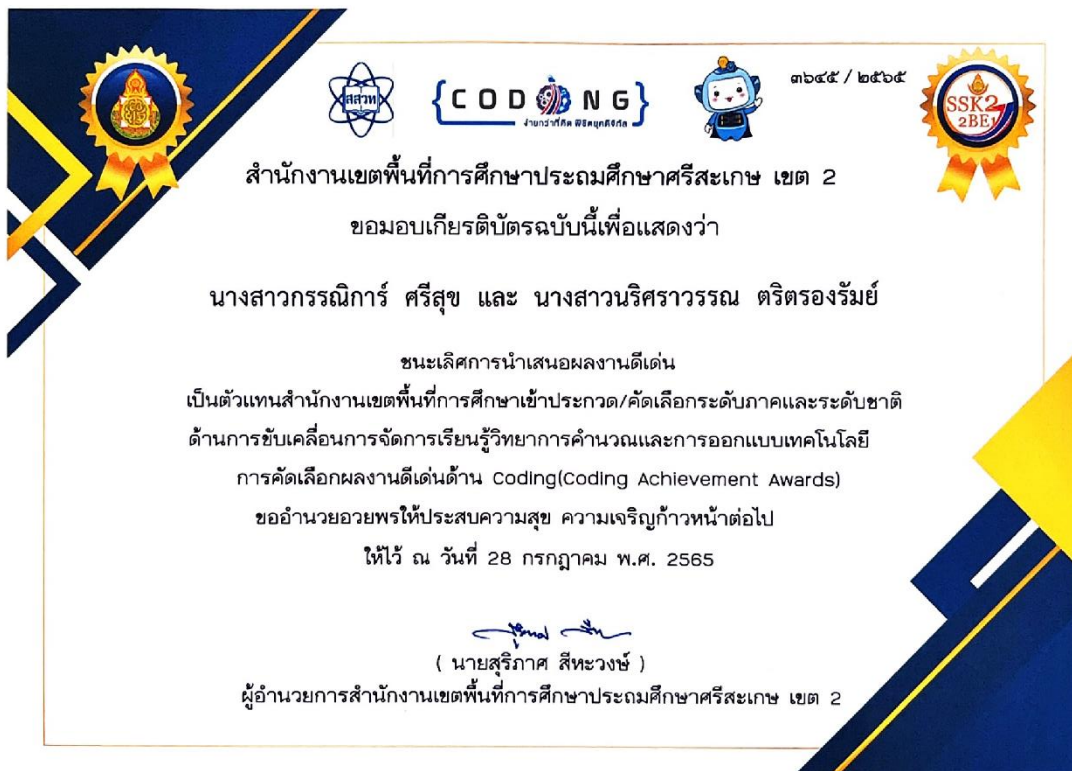 สสวท
{CODING}
ง่ายกว่าที่คิด พิชิตยุคดิจิทัล
๓๖๔๕ / ๒๕๖๕
SSK2
2BE1
สำนักงานเขตพื้นที่การศึกษาประถมศึกษาศรีสะเกษ เขต 2
ขอมอบเกียรติบัตรฉบับนี้เพื่อแสดงว่า
นางสาวกรรณิการ์ ศรีสุข และ นางสาวนริศราวรรณ ตริตรองรัมย์
ชนะเลิศการนำเสนอผลงานดีเด่น
เป็นตัวแทนสำนักงานเขตพื้นที่การศึกษาเข้าประกวด/คัดเลือกระดับภาคและระดับชาติ
ด้านการขับเคลื่อนการจัดการเรียนรู้วิทยาการคำนวณและการออกแบบเทคโนโลยี
การคัดเลือกผลงานดีเด่นด้าน Coding(Coding Achievement Awards)
ขออำนวยอวยพรให้ประสบความสุข ความเจริญก้าวหน้าต่อไป
ให้ไว้ ณ วันที่ 28 กรกฎาคม พ.ศ. 2565
( นายสุริภาศ สีหะวงษ์ )
ผู้อำนวยการสำนักงานเขตพื้นที่การศึกษาประถมศึกษาศรีสะเกษ เขต 2